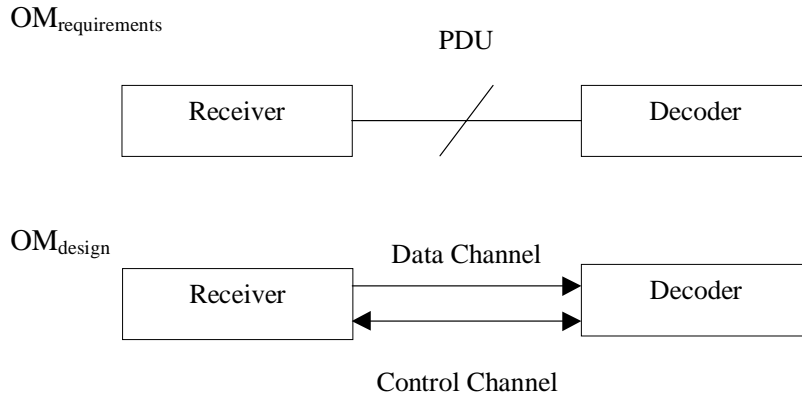 OMrequirements
PDU
Receiver
Decoder
OMdesign
Data Channel
Receiver
Decoder
Control Channel